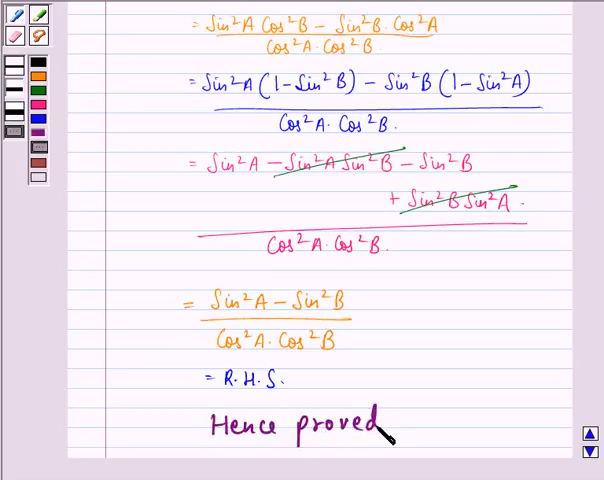 = Sin²A Cos²B – Sin²B . Cos²A
Cos²A . Cos²B .
= Sin²A (1 – Sin²B) – Sin²B (1 – Sin²A)
Cos²A . Cos²B .
= Sin²A – Sin²A Sin²B – Sin²B
+ Sin²B Sin²A .
Cos²A . Cos²B .
= Sin²A – Sin²B
Cos²A . Cos²B
= R.H.S.
Hence proved